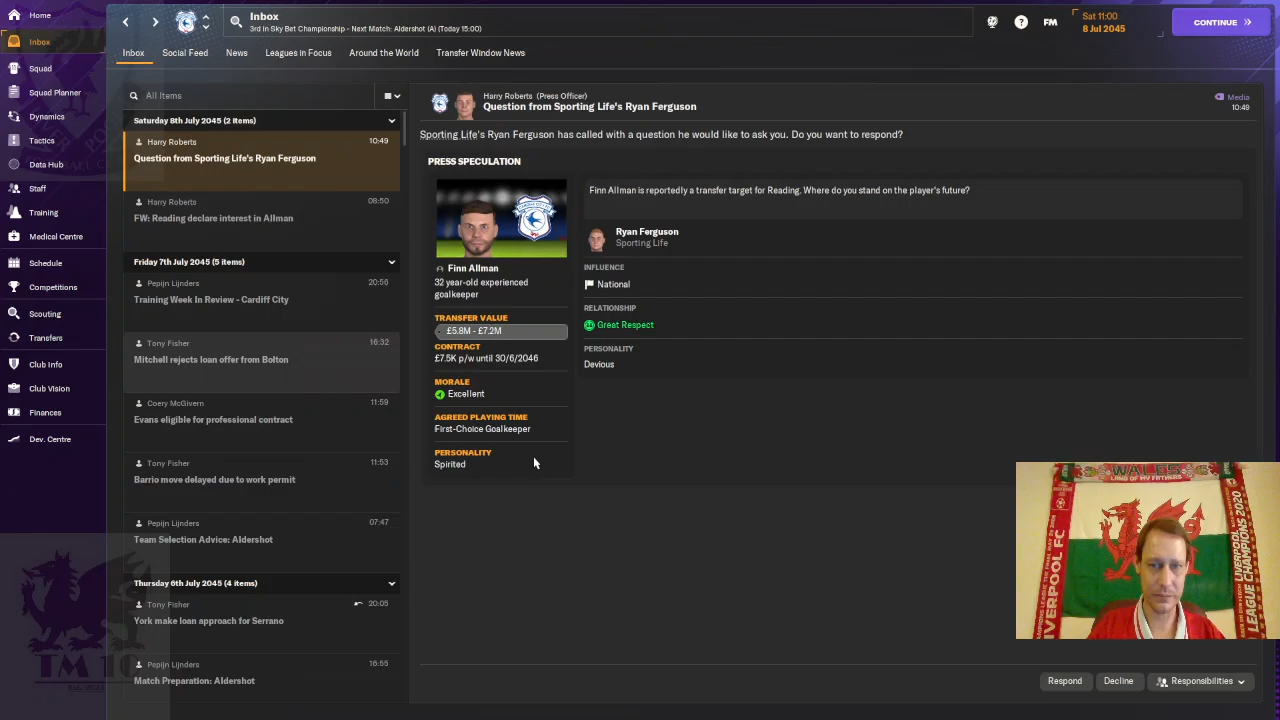 Home
Inbox
Squad
Squad Planner
Dynamics
Tactics
Data Hub
Staff
Training
Medical Centre
Schedule
Competitions
Scouting
Transfers
Club Info
Club Vision
Finances
Dev. Centre
TM 10
Inbox
3rd in Sky Bet Championship - Next Match: Aldershot (A) (Today 15:00)
FM
Sat 11:00
8 Jul 2045
CONTINUE
Inbox Social Feed News Leagues in Focus Around the World Transfer Window News
All Items
Saturday 8th July 2045 (2 items)
Harry Roberts 10:49
Question from Sporting Life's Ryan Ferguson
Harry Roberts 08:50
FW: Reading declare interest in Allman
Friday 7th July 2045 (5 items)
Pepijn Lijnders 20:56
Training Week In Review - Cardiff City
Tony Fisher 16:32
Mitchell rejects loan offer from Bolton
Coery McGivern 11:59
Evans eligible for professional contract
Tony Fisher 11:53
Barrio move delayed due to work permit
Pepijn Lijnders 07:47
Team Selection Advice: Aldershot
Thursday 6th July 2045 (4 items)
Tony Fisher 20:05
York make loan approach for Serrano
Pepijn Lijnders 16:55
Match Preparation: Aldershot
Harry Roberts (Press Officer)
Question from Sporting Life's Ryan Ferguson
Media
10:49
Sporting Life's Ryan Ferguson has called with a question he would like to ask you. Do you want to respond?
PRESS SPECULATION
Finn Allman
32 year-old experienced
goalkeeper
TRANSFER VALUE
£5.8M - £7.2M
CONTRACT
£7.5K p/w until 30/6/2046
MORALE
Excellent
AGREED PLAYING TIME
First-Choice Goalkeeper
PERSONALITY
Spirited
Finn Allman is reportedly a transfer target for Reading. Where do you stand on the player's future?
Ryan Ferguson
Sporting Life
INFLUENCE
National
RELATIONSHIP
Great Respect
PERSONALITY
Devious
WALES
LAND OF MY FATHERS
LIVERPOOL FC
LIVERPOOL
LEAGUE CHAMPIONS 2020
Respond
Decline
Responsibilities